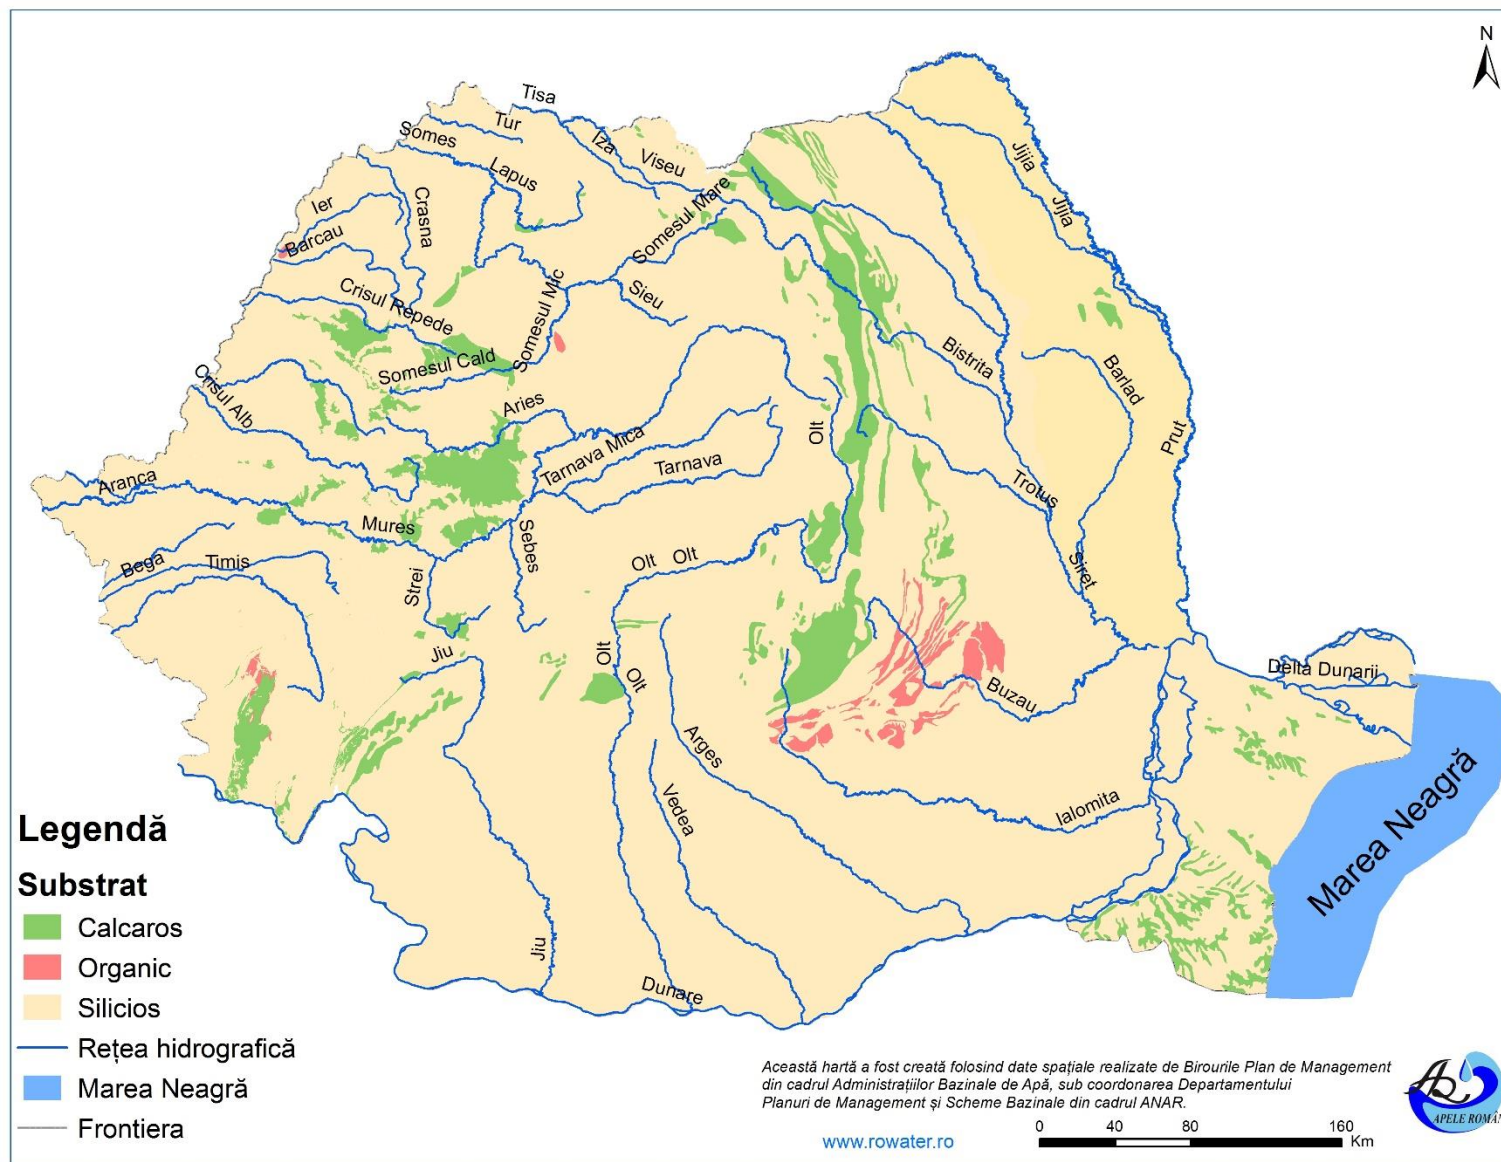 N
Tisa
Tur
Somes
Iza
Viseu
Lapus
Jijia
Jijia
Ier
Crasna
Barcau
Somesul Mare
Crisul Repede
Somesul Mic
Sieu
Bistrita
Barlad
Somesul Cald
Crisul Alb
Aries
Olt
Prut
Tarnava Mica
Tarnava
Trotus
Aranca
Mures
Sebes
Bega
Timis
Strei
Olt
Olt
Siret
Jiu
Olt
Olt
Delta Dunarii
Buzau
Arges
Vedea
Ialomita
Marea Neagră
Jiu
Dunare
Legendă
Substrat
Calcaros
Organic
Silicios
Rețea hidrografică
Marea Neagră
Frontiera
Această hartă a fost creată folosind date spațiale realizate de Birourile Plan de Management
din cadrul Administrațiilor Bazinale de Apă, sub coordonarea Departamentului
Planuri de Management și Scheme Bazinale din cadrul ANAR.
www.rowater.ro
0 40 80 160
Km
APELE ROMÂN